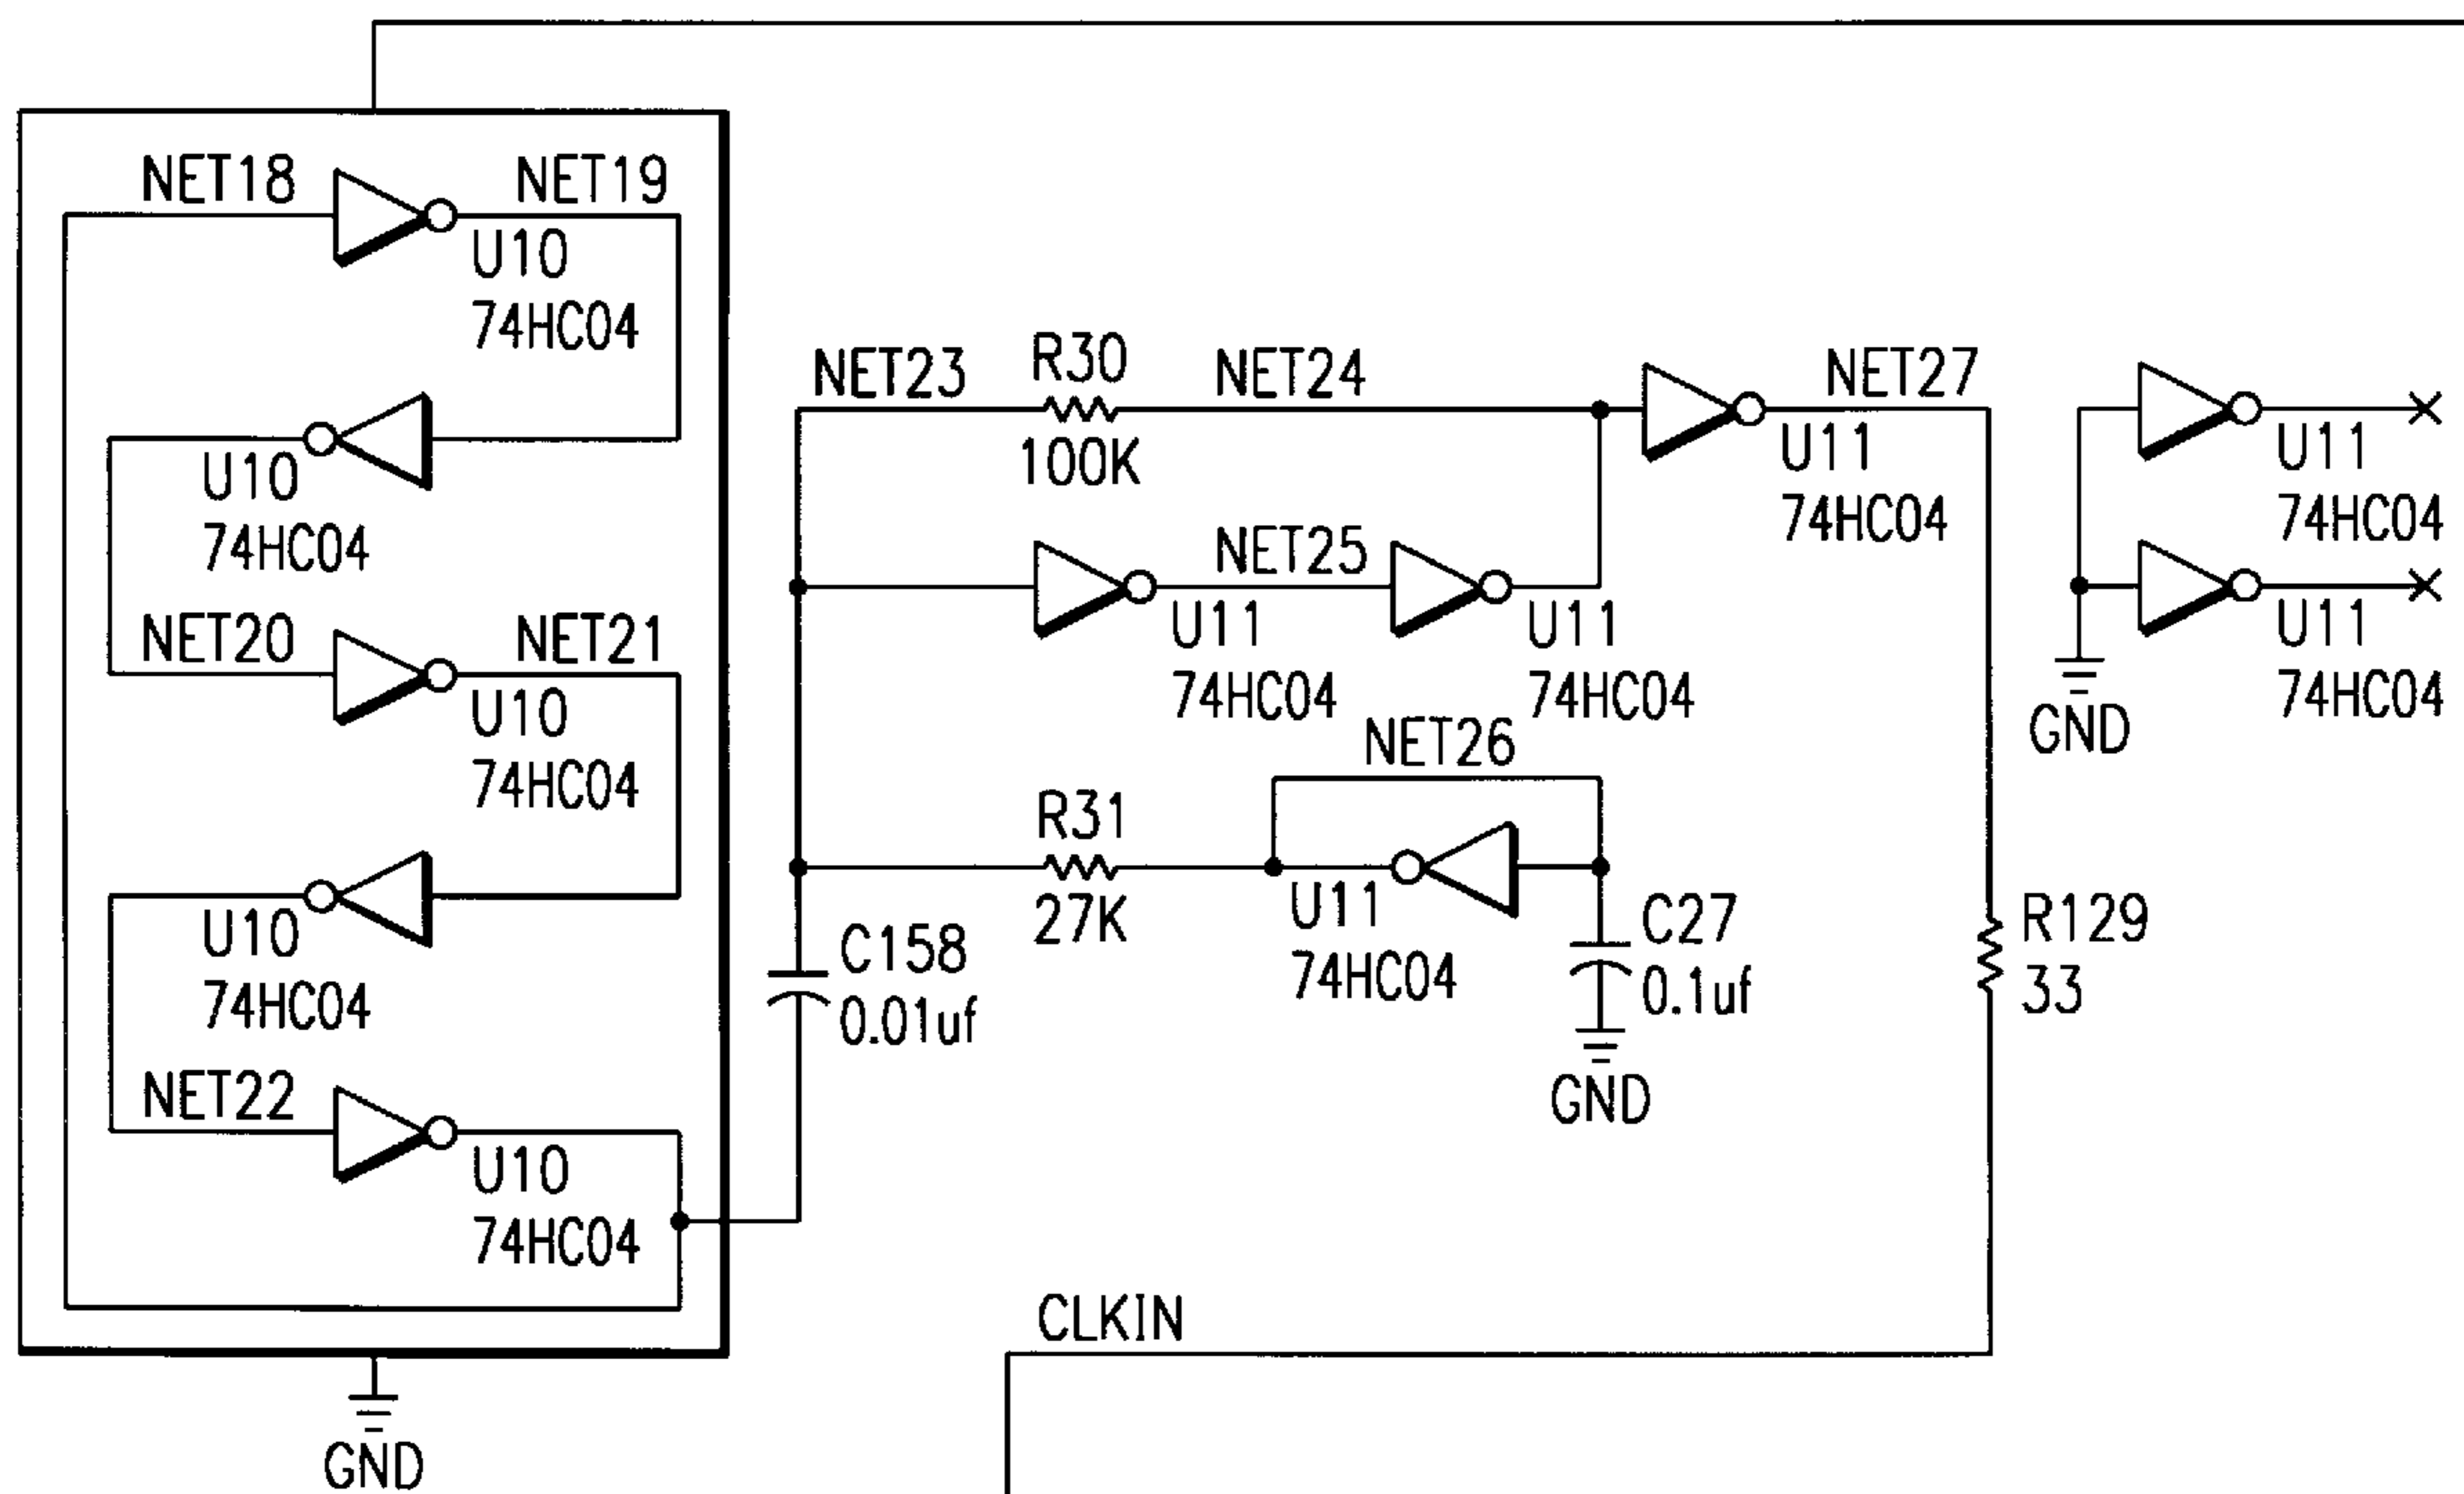 NET18
NET19
U10
74HC04
U10
74HC04
NET20
NET21
U10
74HC04
U10
74HC04
NET22
U10
74HC04
GND
NET23
R30
100K
NET24
NET27
U11
74HC04
NET25
U11
74HC04
U11
74HC04
NET26
R31
27K
U11
74HC04
C27
0.1uf
GND
C158
0.01uf
R129
33
CLKIN
U11
74HC04
U11
74HC04
GND